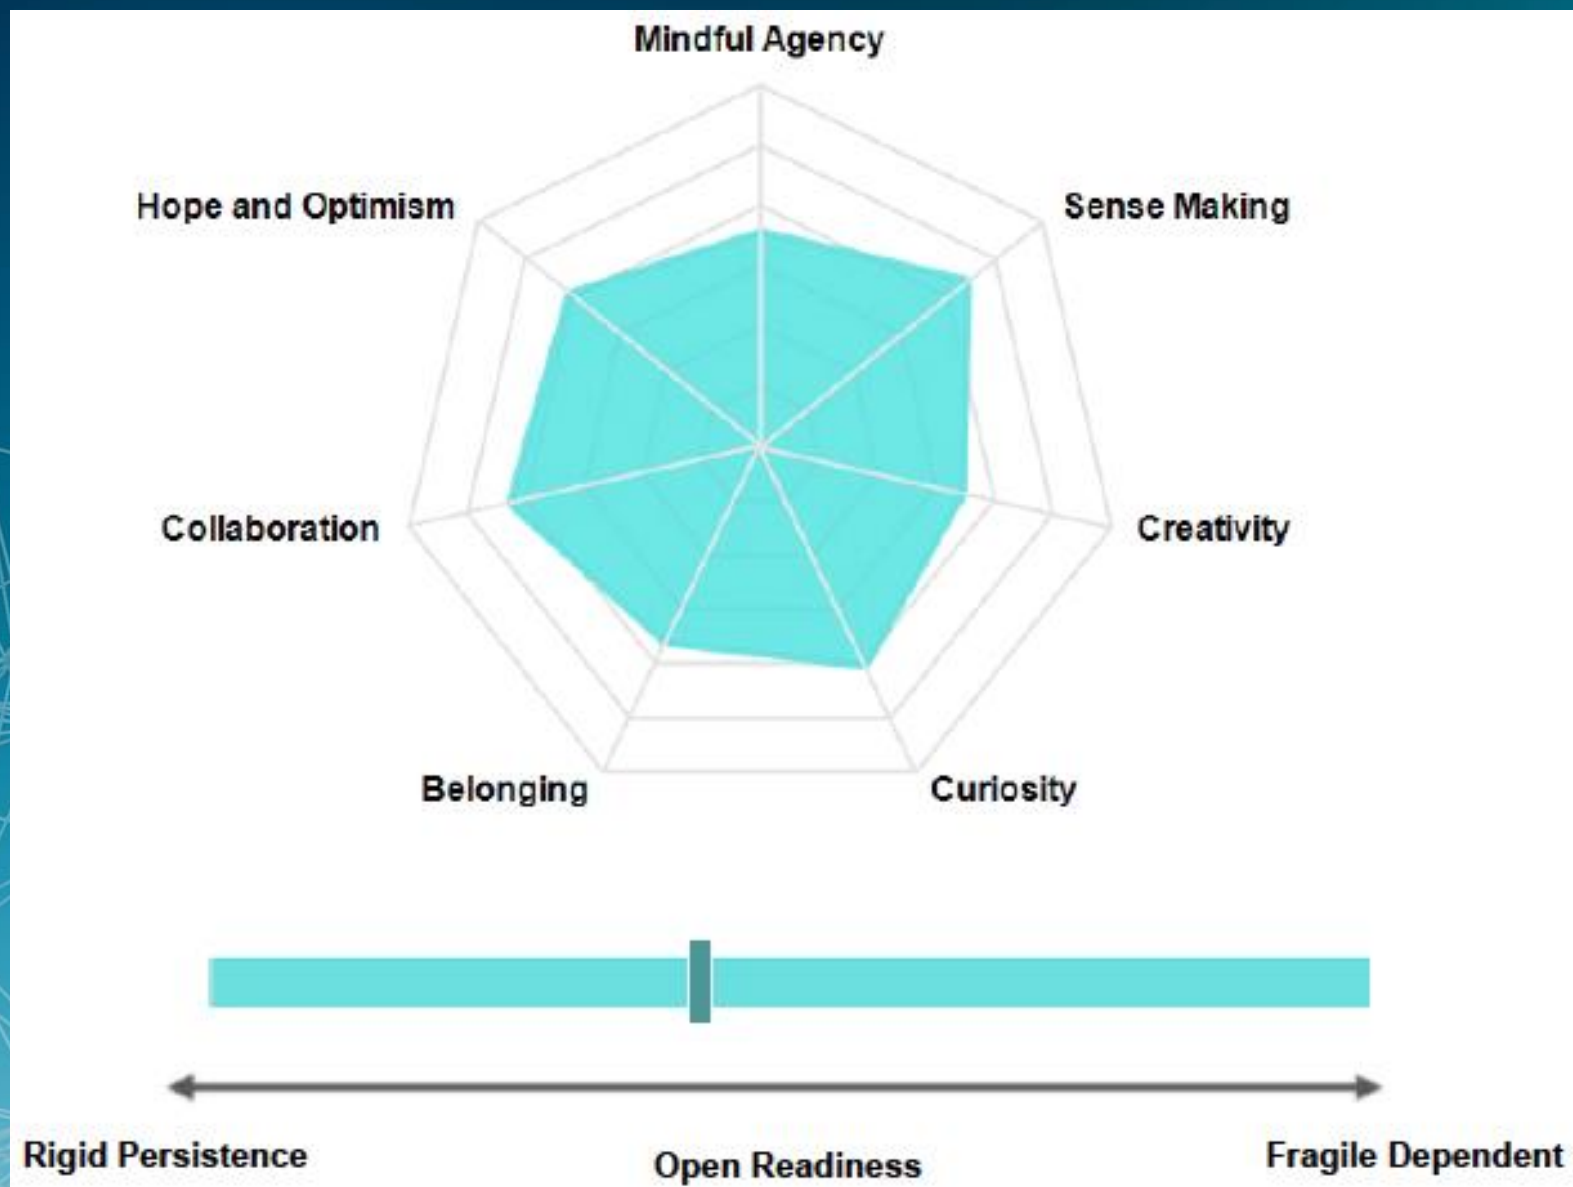 Mindful Agency
Hope and Optimism
Sense Making
Collaboration
Creativity
Belonging
Curiosity
Rigid Persistence
Open Readiness
Fragile Dependent